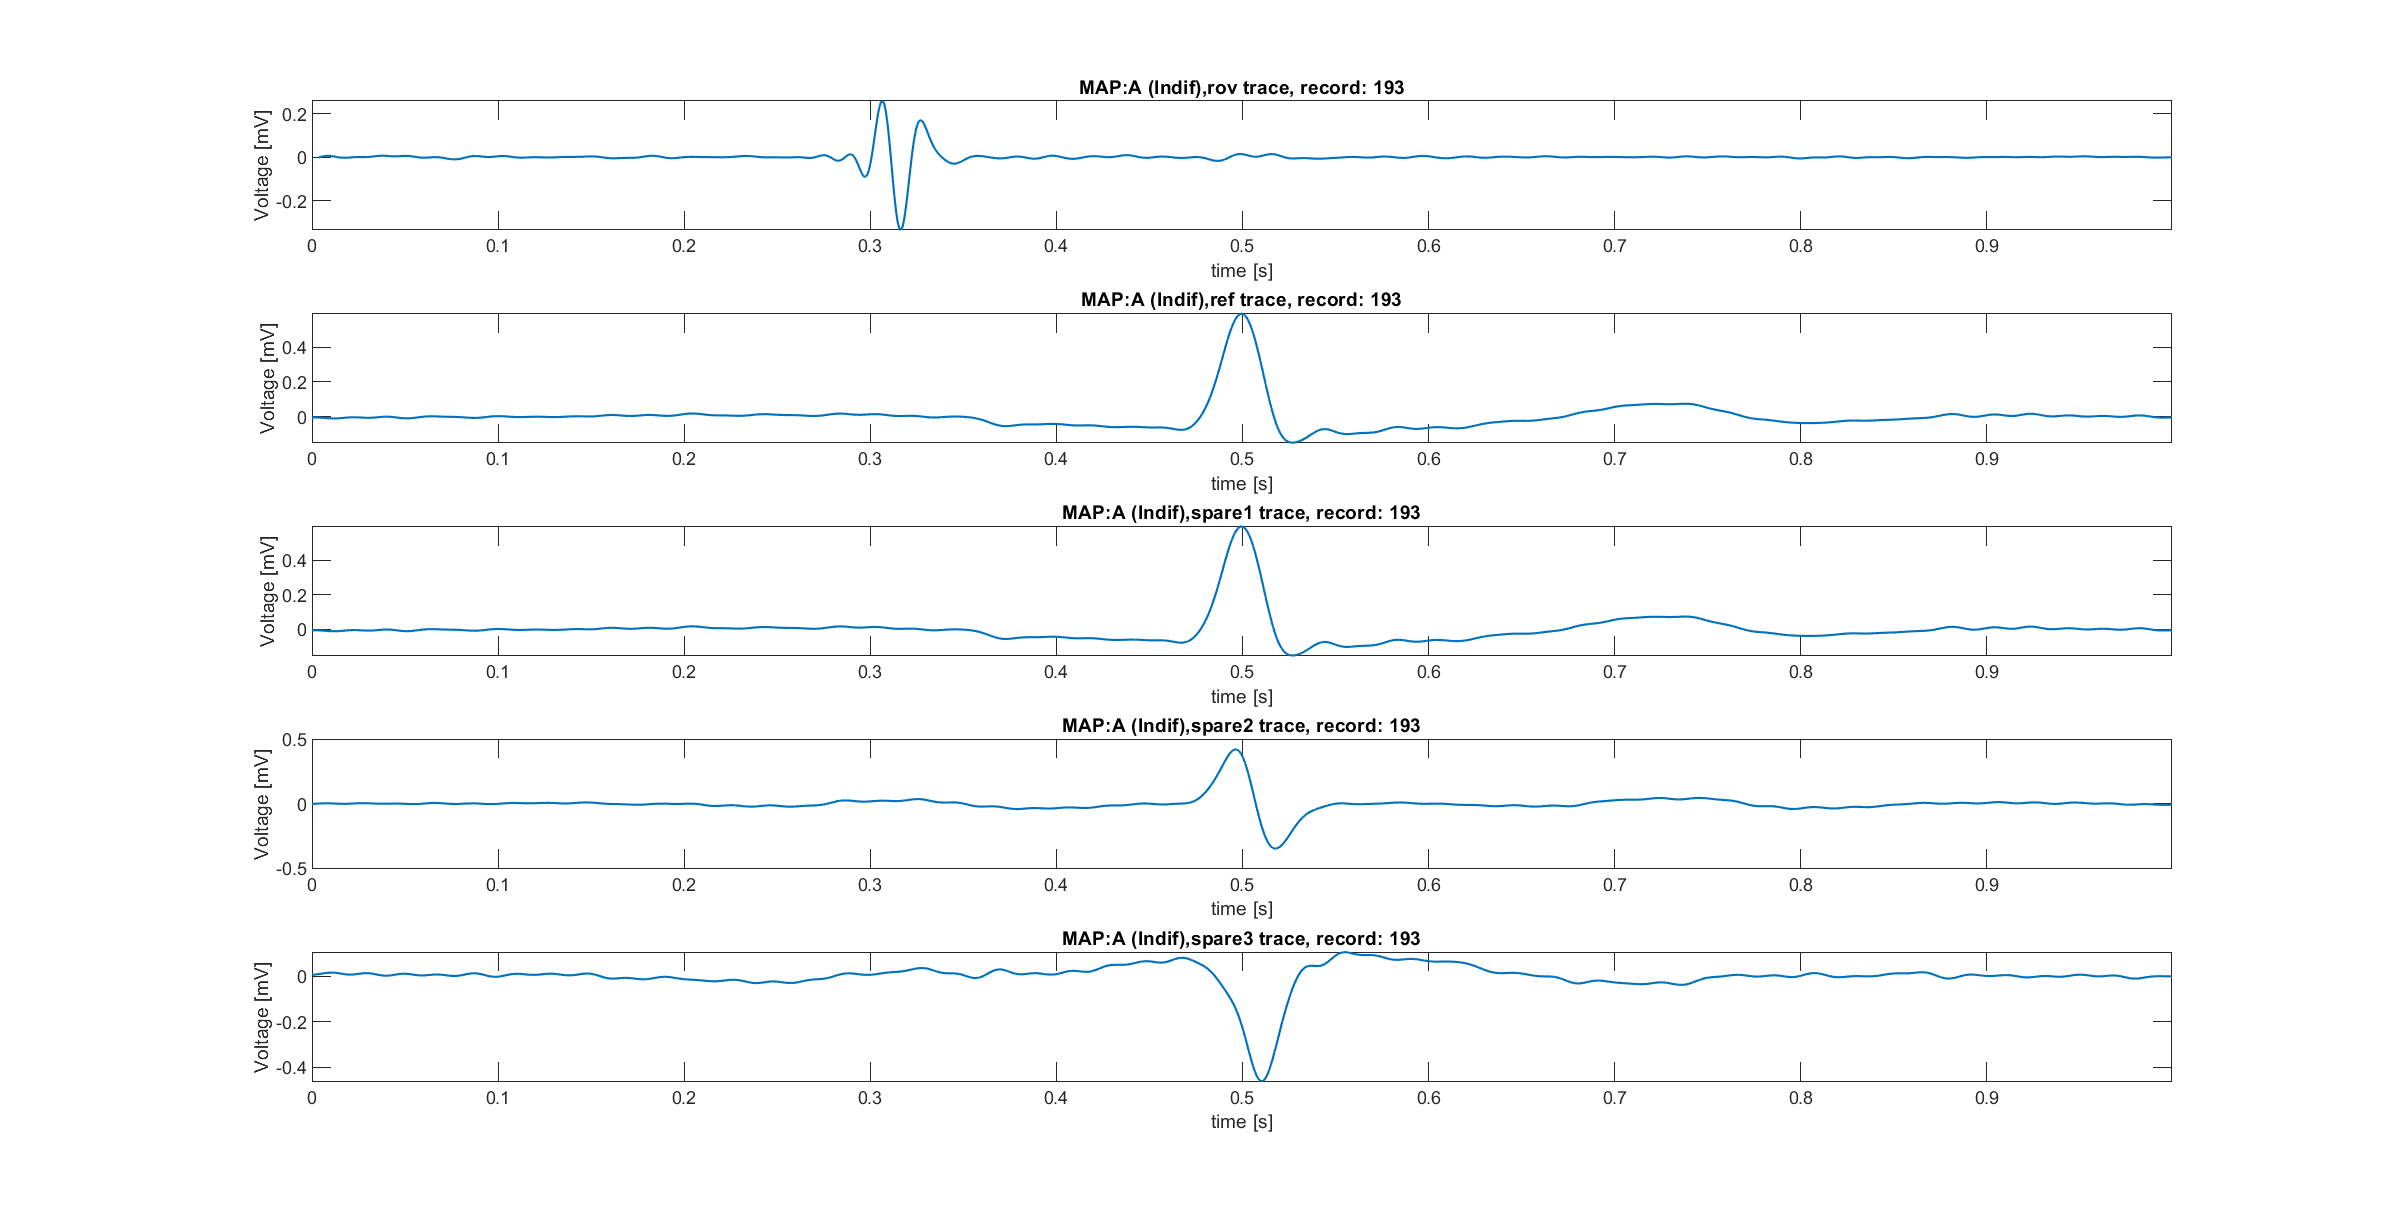 MAP:A (Indif),rov trace, record: 193
Voltage [mV]
0.2
0
-0.2
0 0.1 0.2 0.3 0.4 0.5 0.6 0.7 0.8 0.9
time [s]
MAP:A (Indif),ref trace, record: 193
Voltage [mV]
0.4
0.2
0
0 0.1 0.2 0.3 0.4 0.5 0.6 0.7 0.8 0.9
time [s]
MAP:A (Indif),spare1 trace, record: 193
Voltage [mV]
0.4
0.2
0
0 0.1 0.2 0.3 0.4 0.5 0.6 0.7 0.8 0.9
time [s]
MAP:A (Indif),spare2 trace, record: 193
Voltage [mV]
0.5
0
-0.5
0 0.1 0.2 0.3 0.4 0.5 0.6 0.7 0.8 0.9
time [s]
MAP:A (Indif),spare3 trace, record: 193
Voltage [mV]
0
-0.2
-0.4
0 0.1 0.2 0.3 0.4 0.5 0.6 0.7 0.8 0.9
time [s]